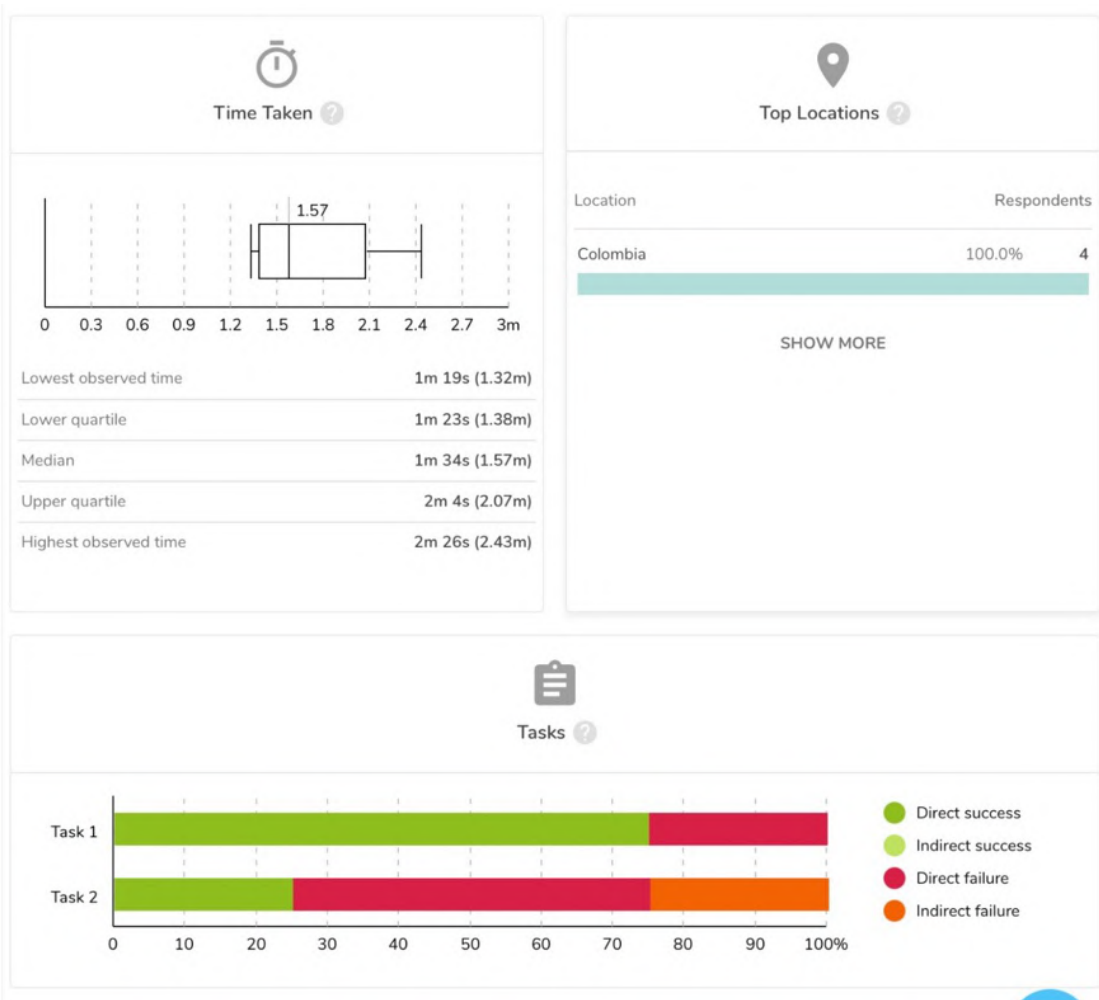 Time Taken ?
1.57
0 0.3 0.6 0.9 1.2 1.5 1.8 2.1 2.4 2.7 3m
Lowest observed time 1m 19s (1.32m)
Lower quartile 1m 23s (1.38m)
Median 1m 34s (1.57m)
Upper quartile 2m 4s (2.07m)
Highest observed time 2m 26s (2.43m)
Top Locations ?
Location Respondents
Colombia 100.0% 4
SHOW MORE
Tasks ?
Task 1
Task 2
0 10 20 30 40 50 60 70 80 90 100%
Direct success
Indirect success
Direct failure
Indirect failure